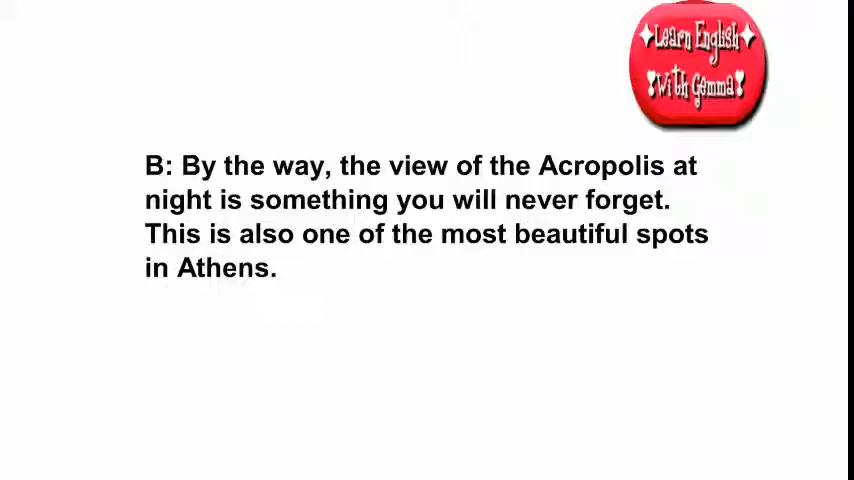 Learn English
With Gemma
B: By the way, the view of the Acropolis at
night is something you will never forget.
This is also one of the most beautiful spots
in Athens.